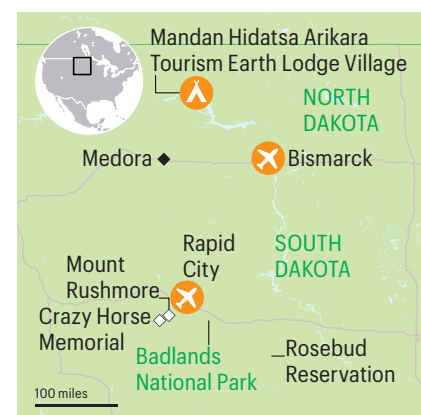 Mandan Hidatsa Arikara
Tourism Earth Lodge Village
NORTH
DAKOTA
Medora
Bismarck
Rapid
City
SOUTH
DAKOTA
Mount
Rushmore
Crazy Horse
Memorial
Badlands
National Park
Rosebud
Reservation
100 miles